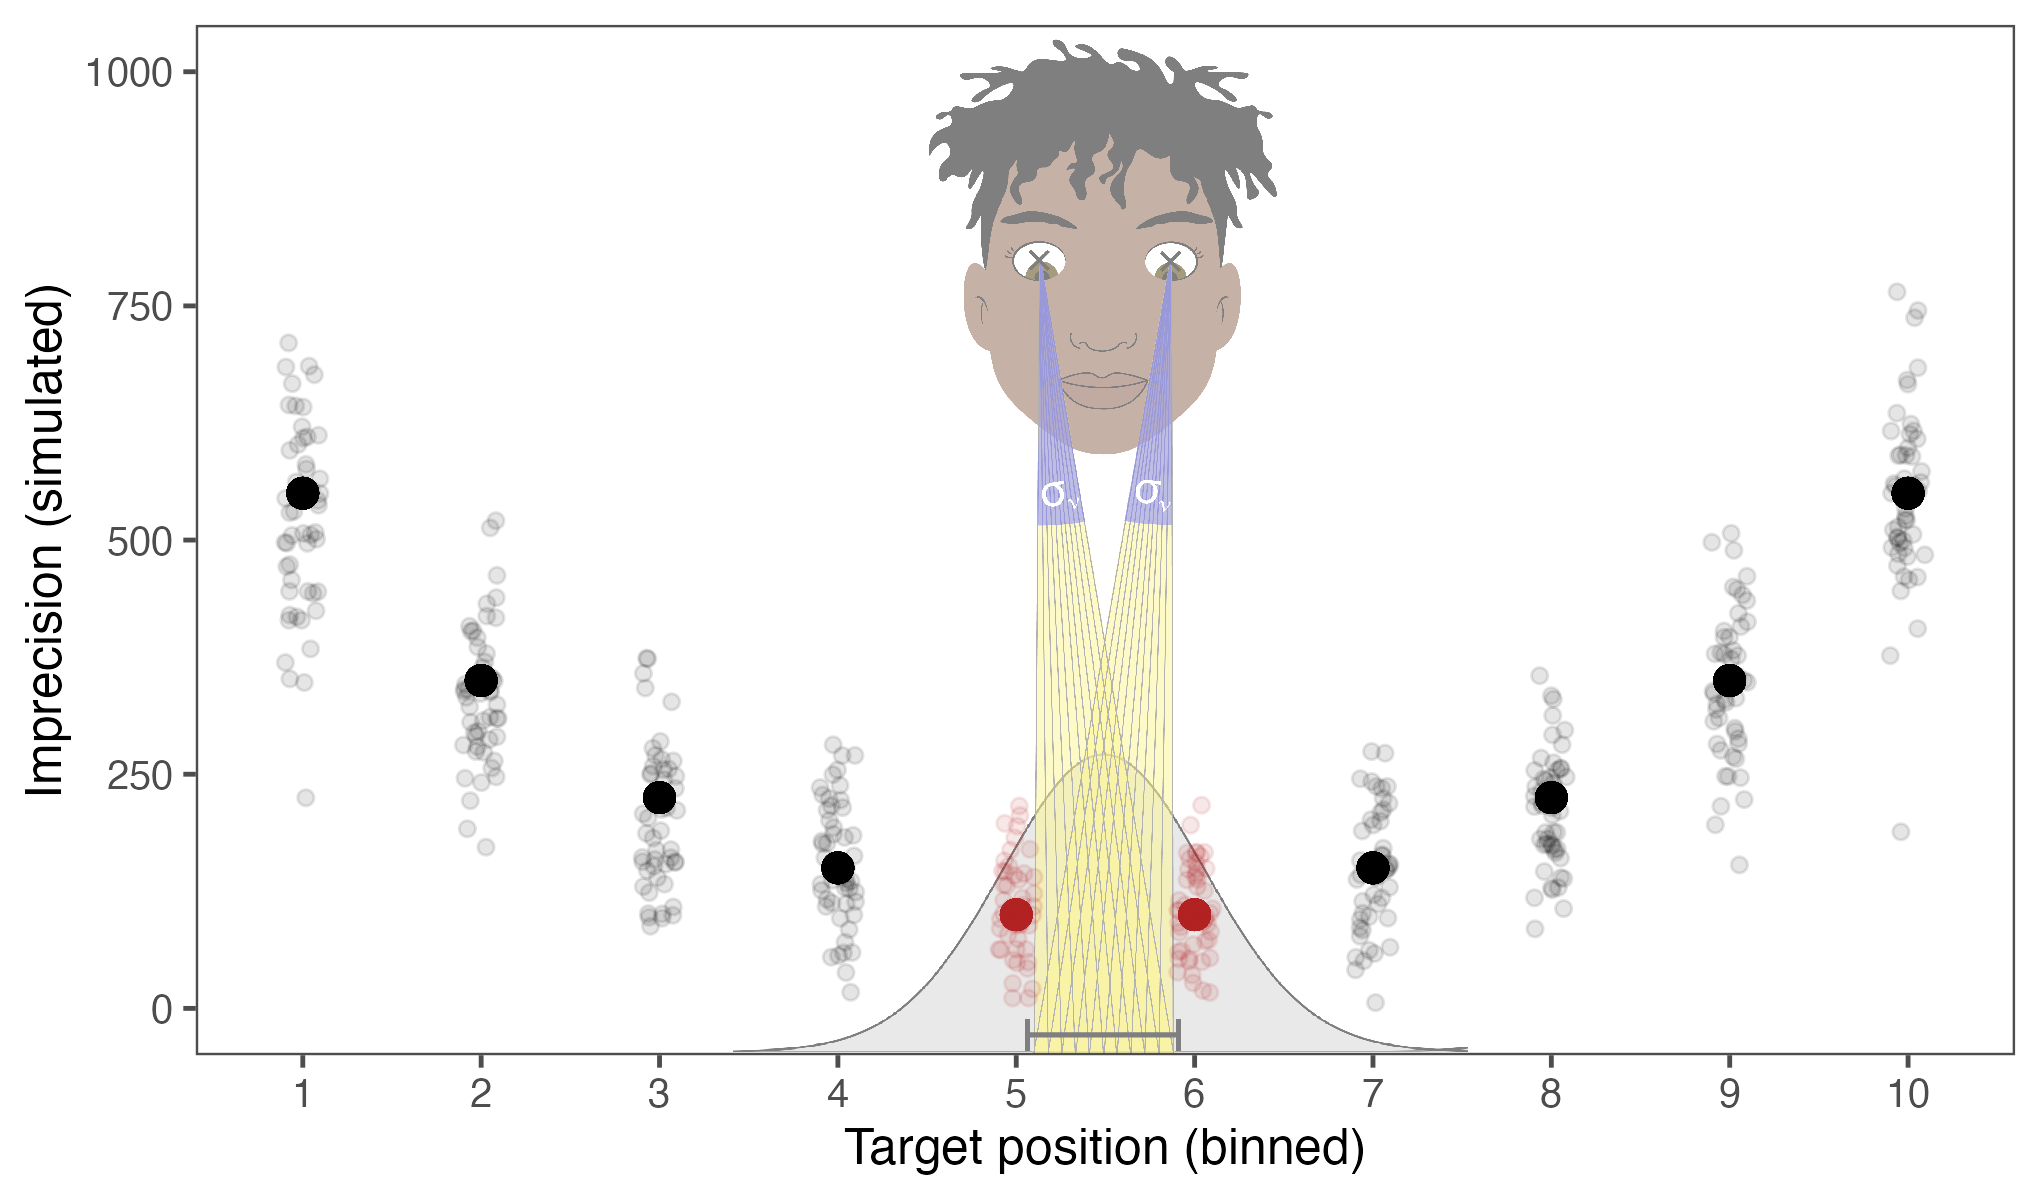 Imprecision (simulated)
1000
750
500
250
0
σᵥ σᵥ
1 2 3 4 5 6 7 8 9 10
Target position (binned)